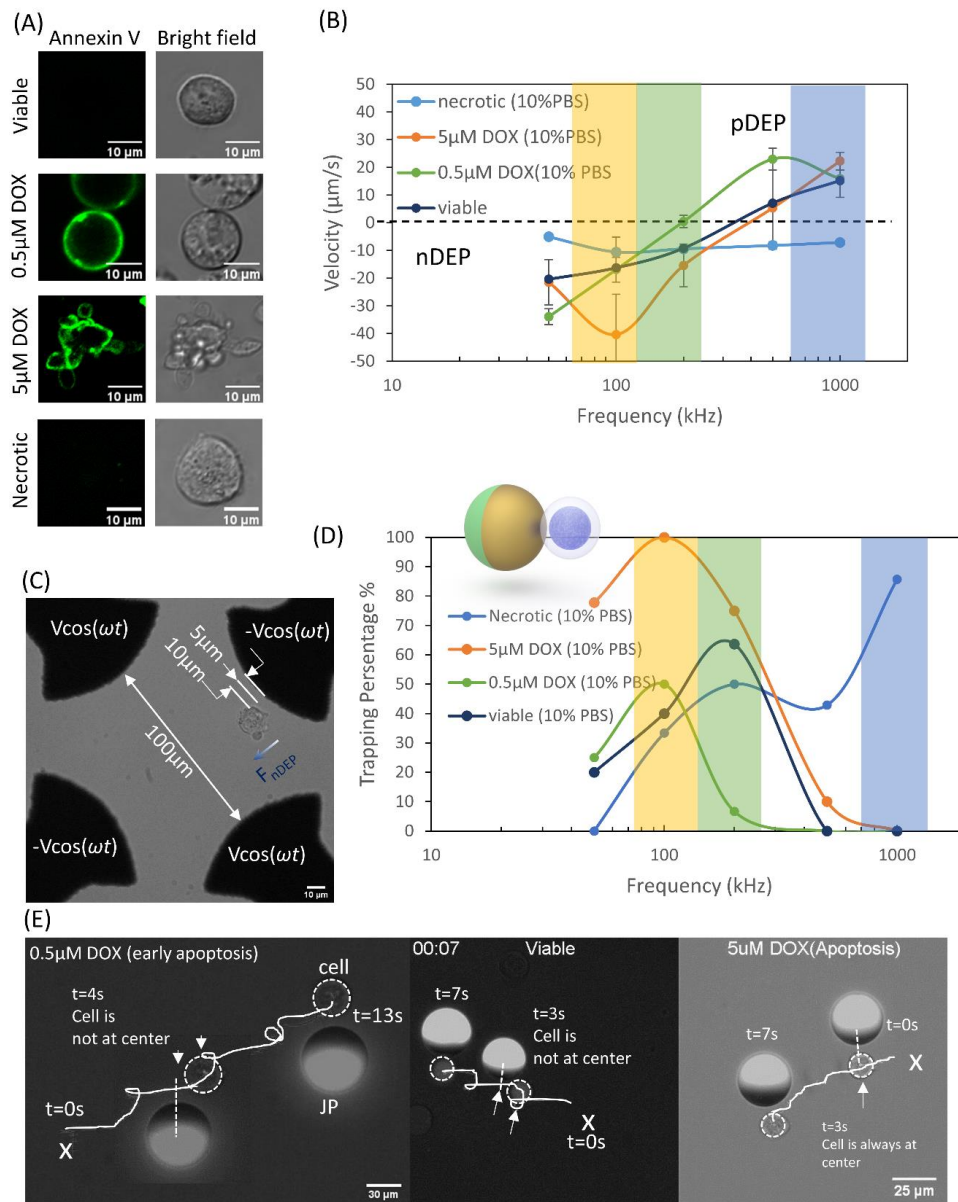 (A)
Annexin V
Bright field
Viable
10 µm
10 µm
0.5µM DOX
10 µm
10 µm
5µM DOX
10 µm
10 µm
Necrotic
10 µm
10 µm
(B)
Velocity (µm/s)
50
40
30
20
10
0
-10
-20
-30
-40
-50
necrotic (10%PBS)
5µM DOX (10%PBS)
0.5µM DOX(10% PBS
viable
pDEP
nDEP
10
100
1000
Frequency (kHz)
(C)
Vcos(ωt)
-Vcos(ωt)
5µm
10µm
100µm
FnDEP
-Vcos(ωt)
Vcos(ωt)
10 µm
(D)
Trapping Persentage %
100
90
80
70
60
50
40
30
20
10
0
Necrotic (10% PBS)
5µM DOX (10% PBS)
0.5µM DOX (10% PBS)
viable (10% PBS)
10
100
1000
Frequency (kHz)
(E)
0.5µM DOX (early apoptosis)
cell
t=4s
Cell is
not at center
t=13s
t=0s
X
JP
30 µm
00:07
Viable
t=7s
t=3s
Cell is
not at center
X
t=0s
5uM DOX(Apoptosis)
t=7s
t=0s
X
t=3s
Cell is always at
center
25 µm